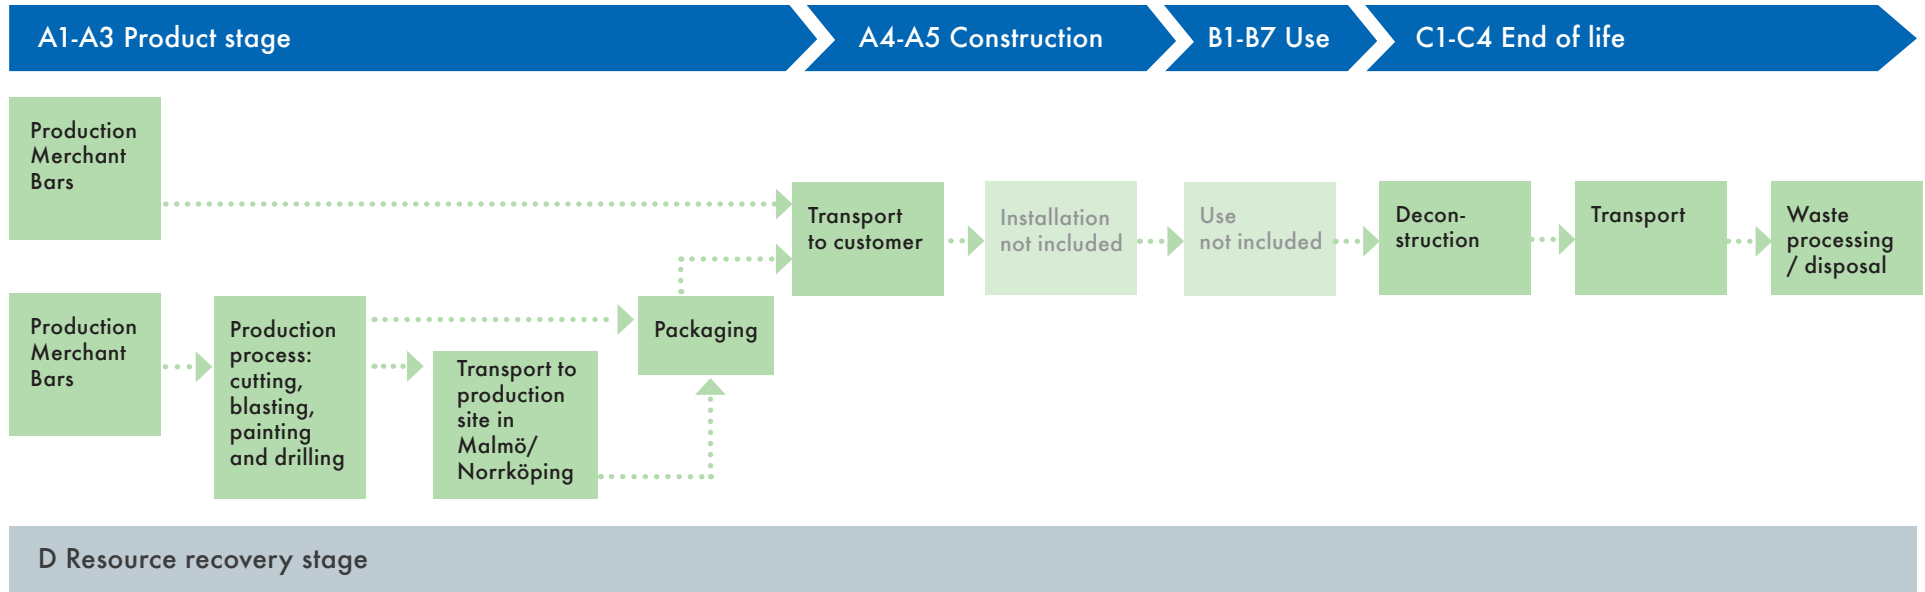 A1-A3 Product stage
A4-A5 Construction
B1-B7 Use
C1-C4 End of life
Production
Merchant
Bars
Transport
to customer
Installation
not included
Use
not included
Decon-
struction
Transport
Waste
processing
/ disposal
Production
Merchant
Bars
Production
process:
cutting,
blasting,
painting
and drilling
Transport to
production
site in
Malmö/
Norrköping
Packaging
D Resource recovery stage